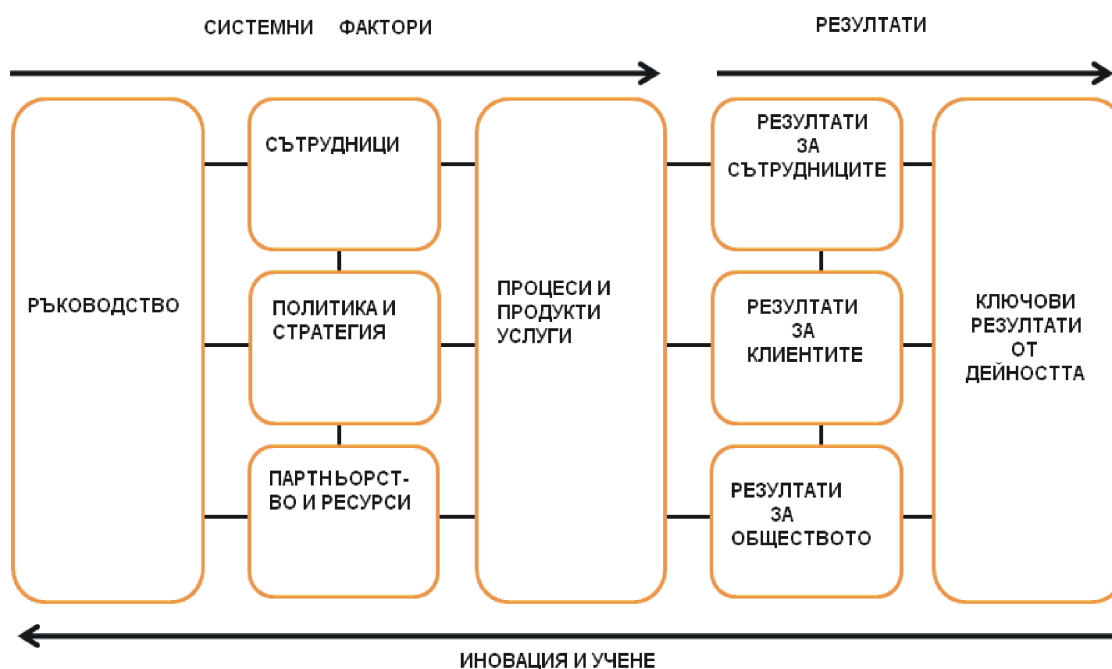 СИСТЕМНИ ФАКТОРИ
РЕЗУЛТАТИ
РЪКОВОДСТВО
СЪТРУДНИЦИ
ПОЛИТИКА И
СТРАТЕГИЯ
ПАРТНЬОРСТ-
ВО И РЕСУРСИ
ПРОЦЕСИ И
ПРОДУКТИ
УСЛУГИ
РЕЗУЛТАТИ
ЗА
СЪТРУДНИЦИТЕ
РЕЗУЛТАТИ
ЗА
КЛИЕНТИТЕ
РЕЗУЛТАТИ
ЗА
ОБЩЕСТВОТО
КЛЮЧОВИ
РЕЗУЛТАТИ
ОТ
ДЕЙНОСТТА
ИНОВАЦИЯ И УЧЕНЕ